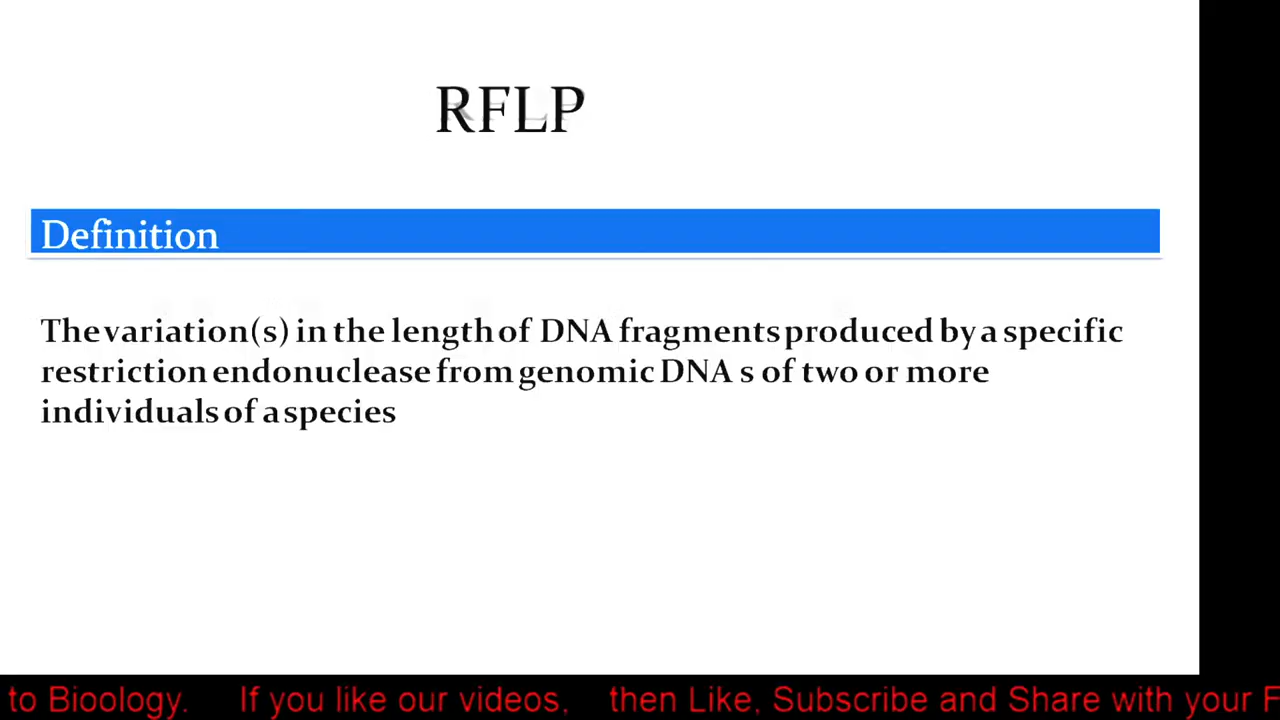 RFLP
Definition
The variation(s) in the length of DNA fragments produced by a specific
restriction endonuclease from genomic DNA s of two or more
individuals of a species
to Bioology. If you like our videos, then Like, Subscribe and Share with your F